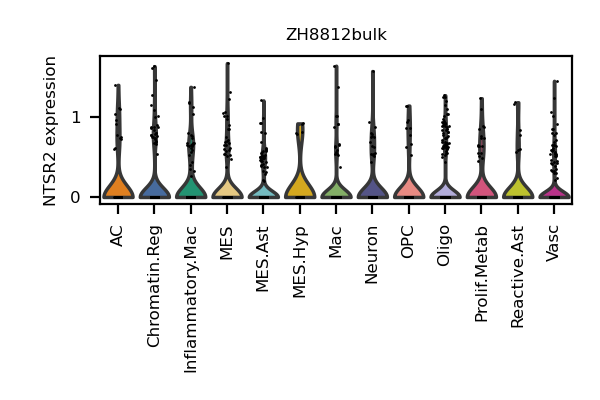 ZH8812bulk
NTSR2 expression
1
0
AC
Chromatin.Reg
Inflammatory.Mac
MES
MES.Ast
MES.Hyp
Mac
Neuron
OPC
Oligo
Prolif.Metab
Reactive.Ast
Vasc